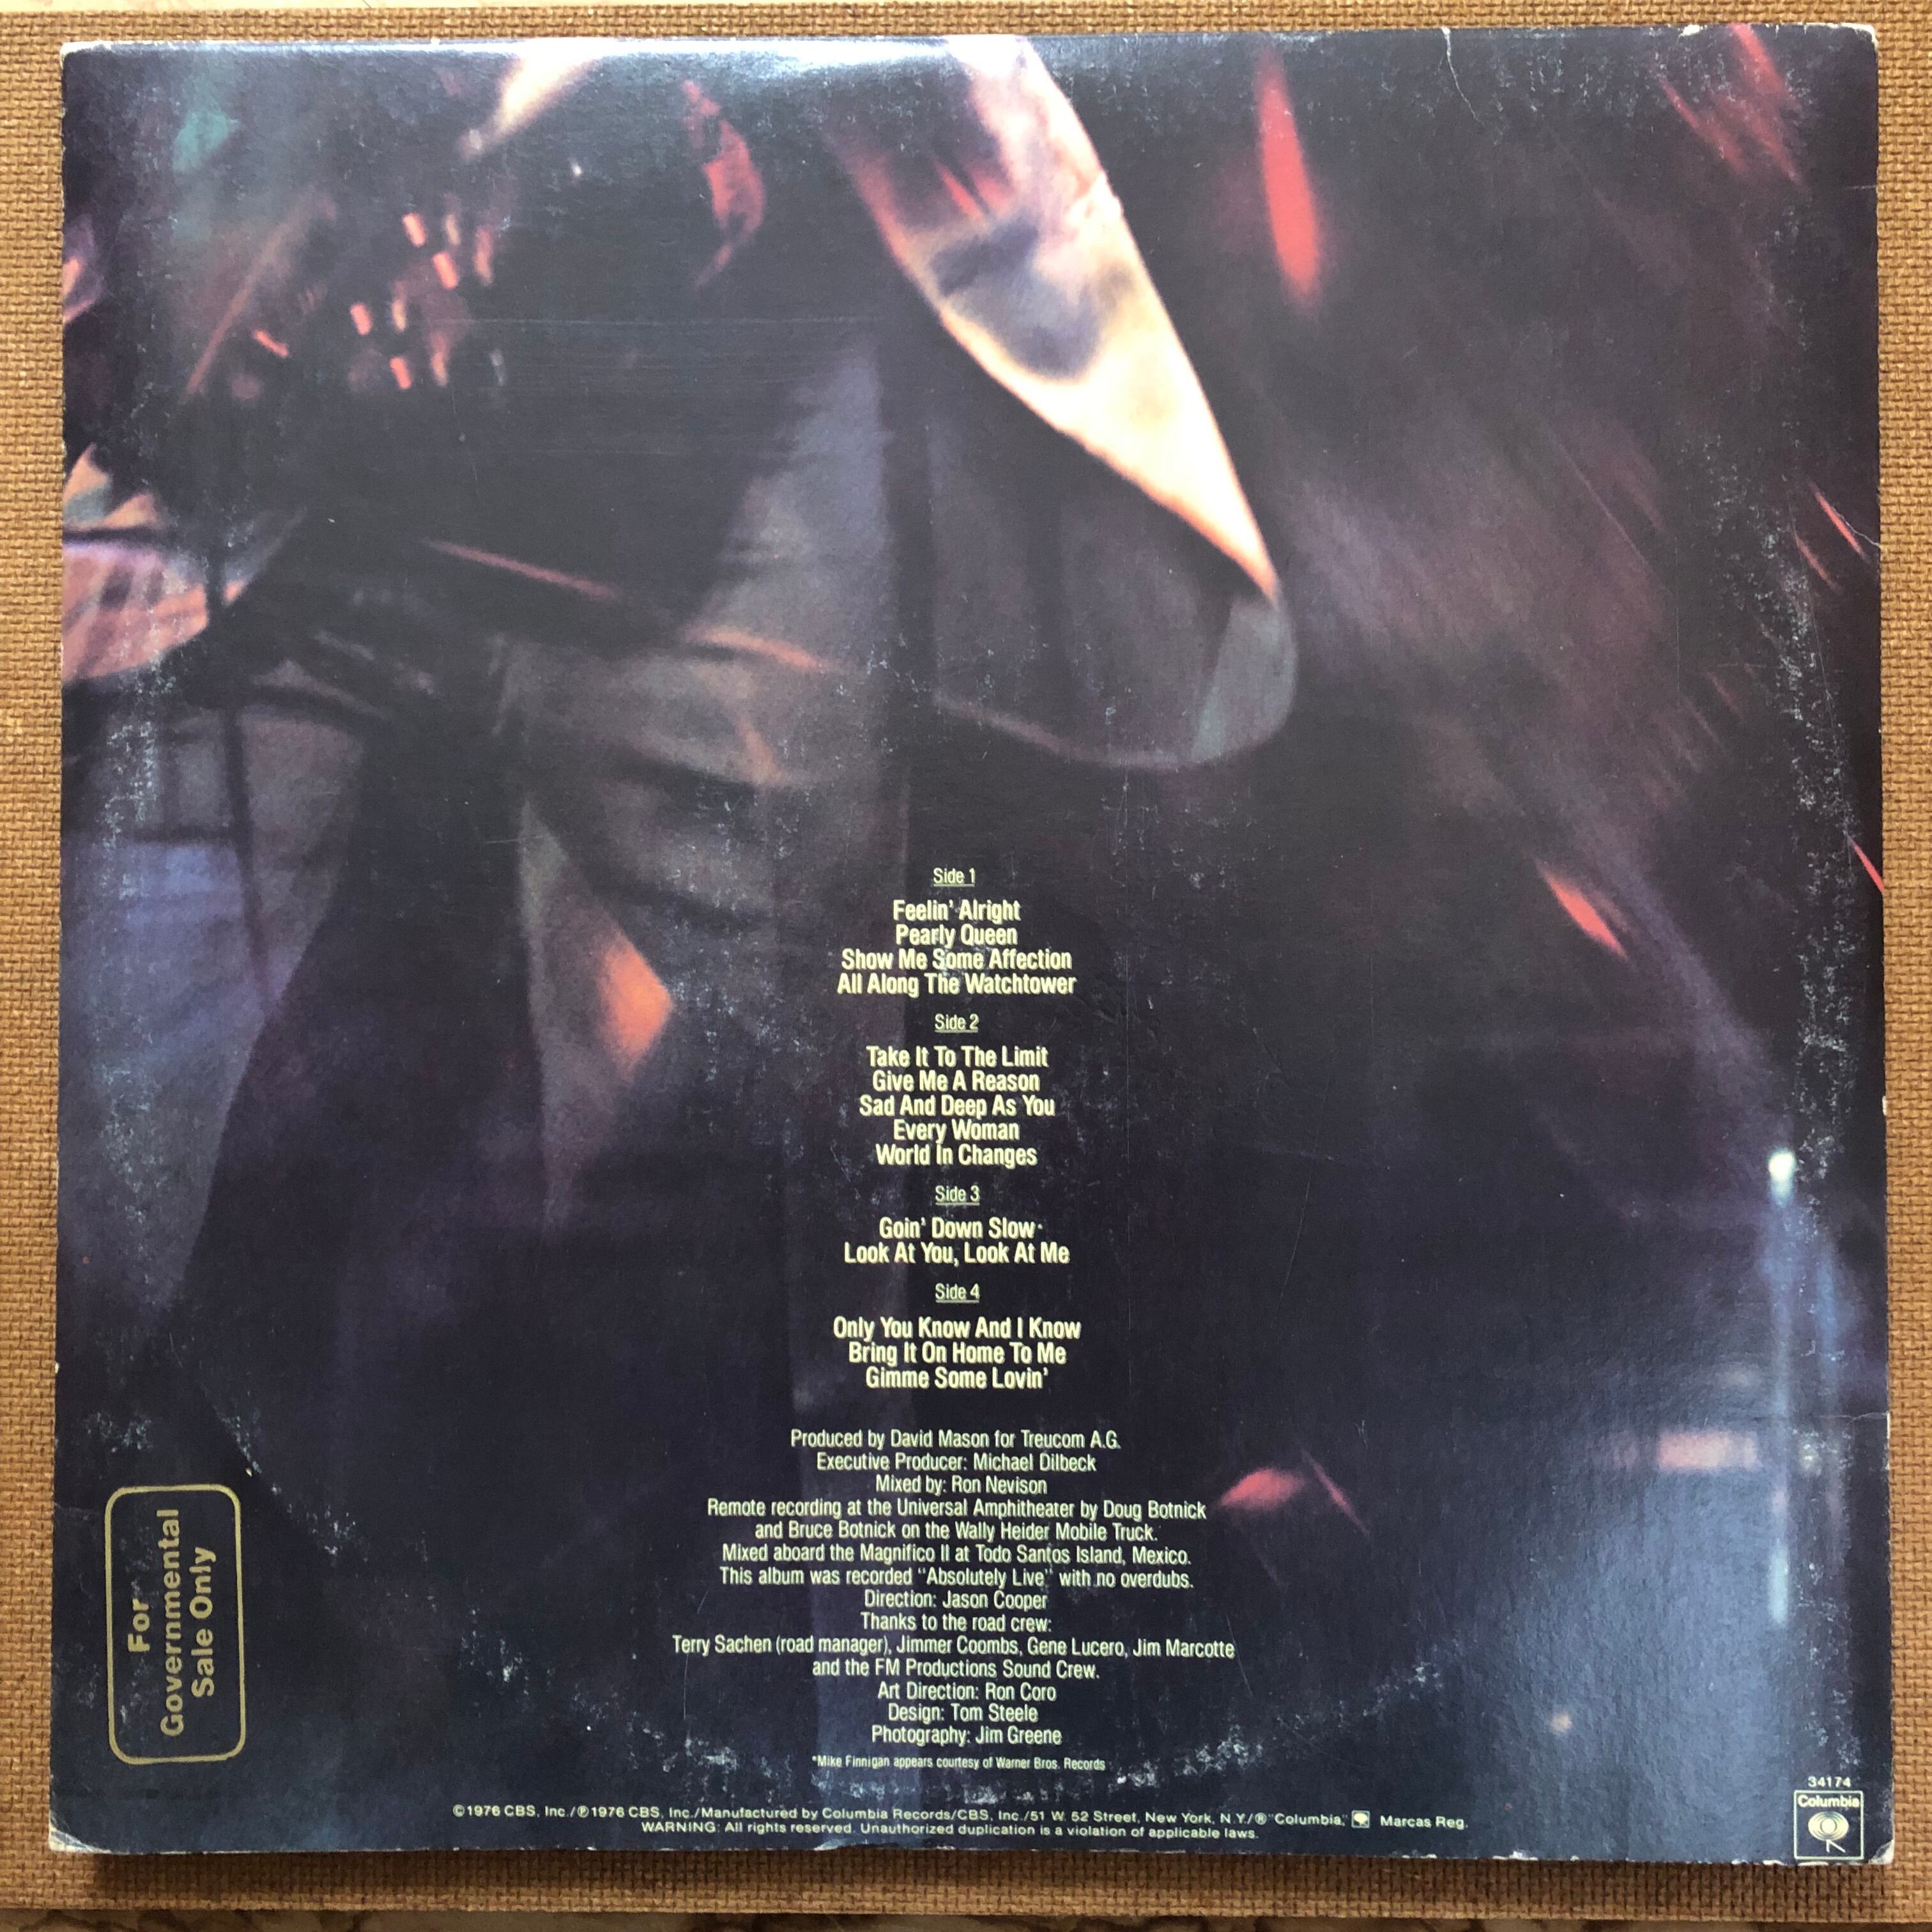 Side 1
Feelin' Alright
Pearly Queen
Show Me Some Affection
All Along The Watchtower
Side 2
Take It To The Limit
Give Me A Reason
Sad And Deep As You
Every Woman
World In Changes
Side 3
Goin' Down Slow*
Look At You, Look At Me
Side 4
Only You Know And I Know
Bring It On Home To Me
Gimme Some Lovin'
Produced by David Mason for Treucom A.G.
Executive Producer: Michael Dilbeck
Mixed by: Ron Nevison
Remote recording at the Universal Amphitheater by Doug Botnick
and Bruce Botnick on the Wally Heider Mobile Truck.
Mixed aboard the Magnifico II at Todo Santos Island, Mexico.
This album was recorded "Absolutely Live" with no overdubs.
Direction: Jason Cooper
Thanks to the road crew:
Terry Sachen (road manager), Jimmer Coombs, Gene Lucero, Jim Marcotte
and the FM Productions Sound Crew.
Art Direction: Ron Coro
Design: Tom Steele
Photography: Jim Greene
*Mike Finnigan appears courtesy of Warner Bros. Records
For
Governmental
Sale Only
34174
Columbia
©1976 CBS, Inc./℗1976 CBS, Inc./Manufactured by Columbia Records/CBS, Inc./51 W. 52 Street, New York, N.Y./® "Columbia," Marcas Reg.
WARNING: All rights reserved. Unauthorized duplication is a violation of applicable laws.